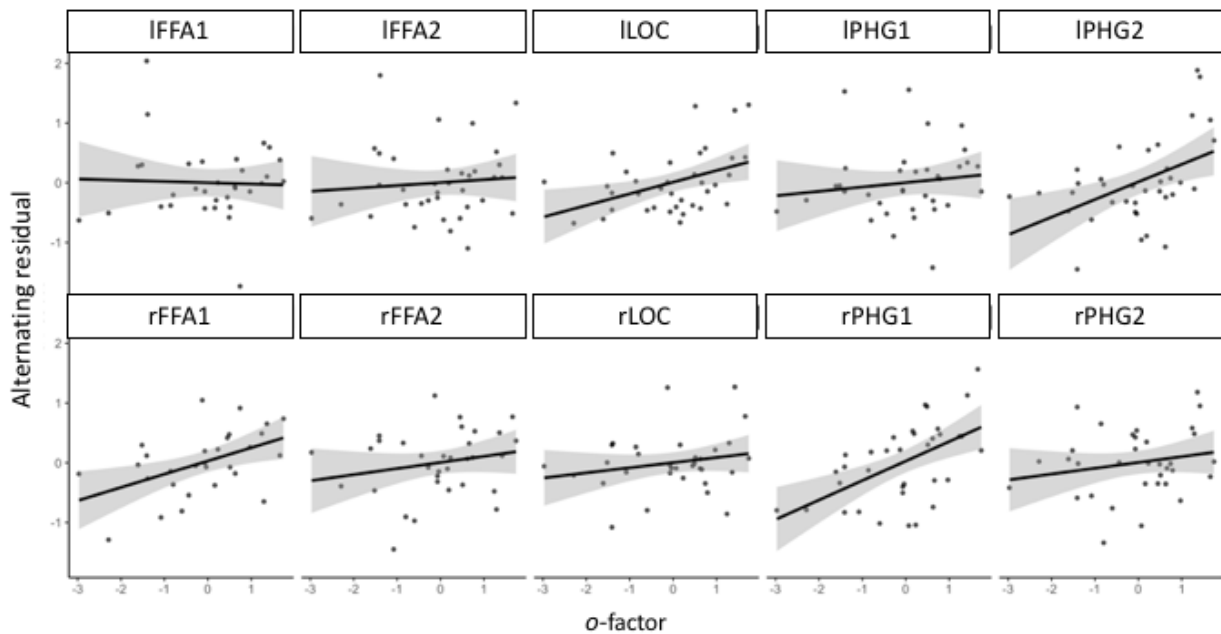 lFFA1 lFFA2 lLOC lPHG1 lPHG2
2
1
0
-1
rFFA1 rFFA2 rLOC rPHG1 rPHG2
2
1
0
-1
-3 -2 -1 0 1 -3 -2 -1 0 1 -3 -2 -1 0 1 -3 -2 -1 0 1 -3 -2 -1 0 1
Alternating residual
o-factor